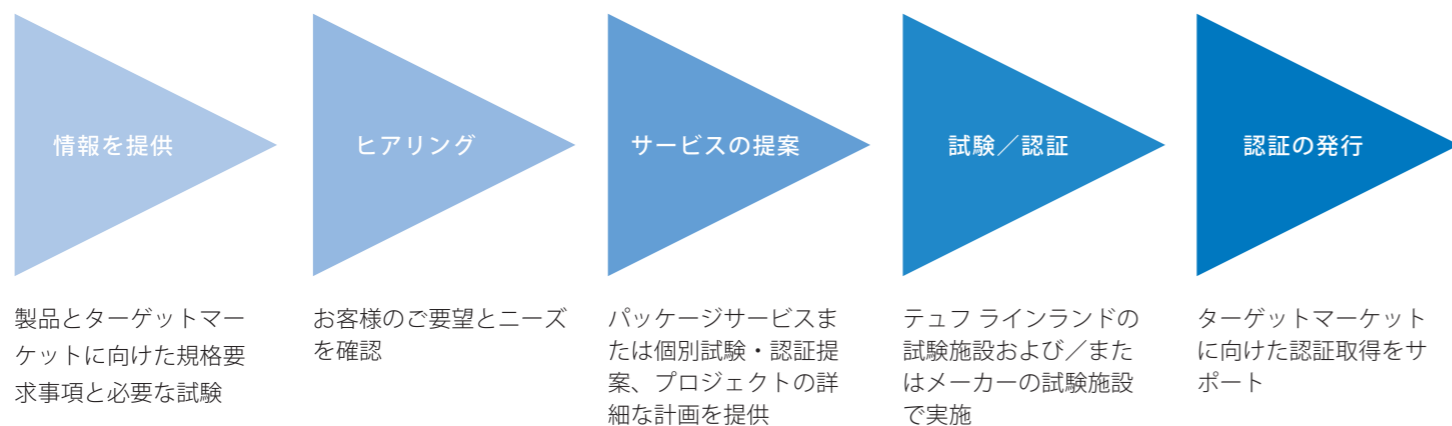 情報を提供
ヒアリング
サービスの提案
試験／認証
認証の発行
製品とターゲットマー
ケットに向けた規格要
求事項と必要な試験
お客様のご要望とニーズ
を確認
パッケージサービスま
たは個別試験・認証提
案、プロジェクトの詳
細な計画を提供
テュフ ラインランドの
試験施設および／また
はメーカーの試験施設
で実施
ターゲットマーケット
に向けた認証取得をサ
ポート